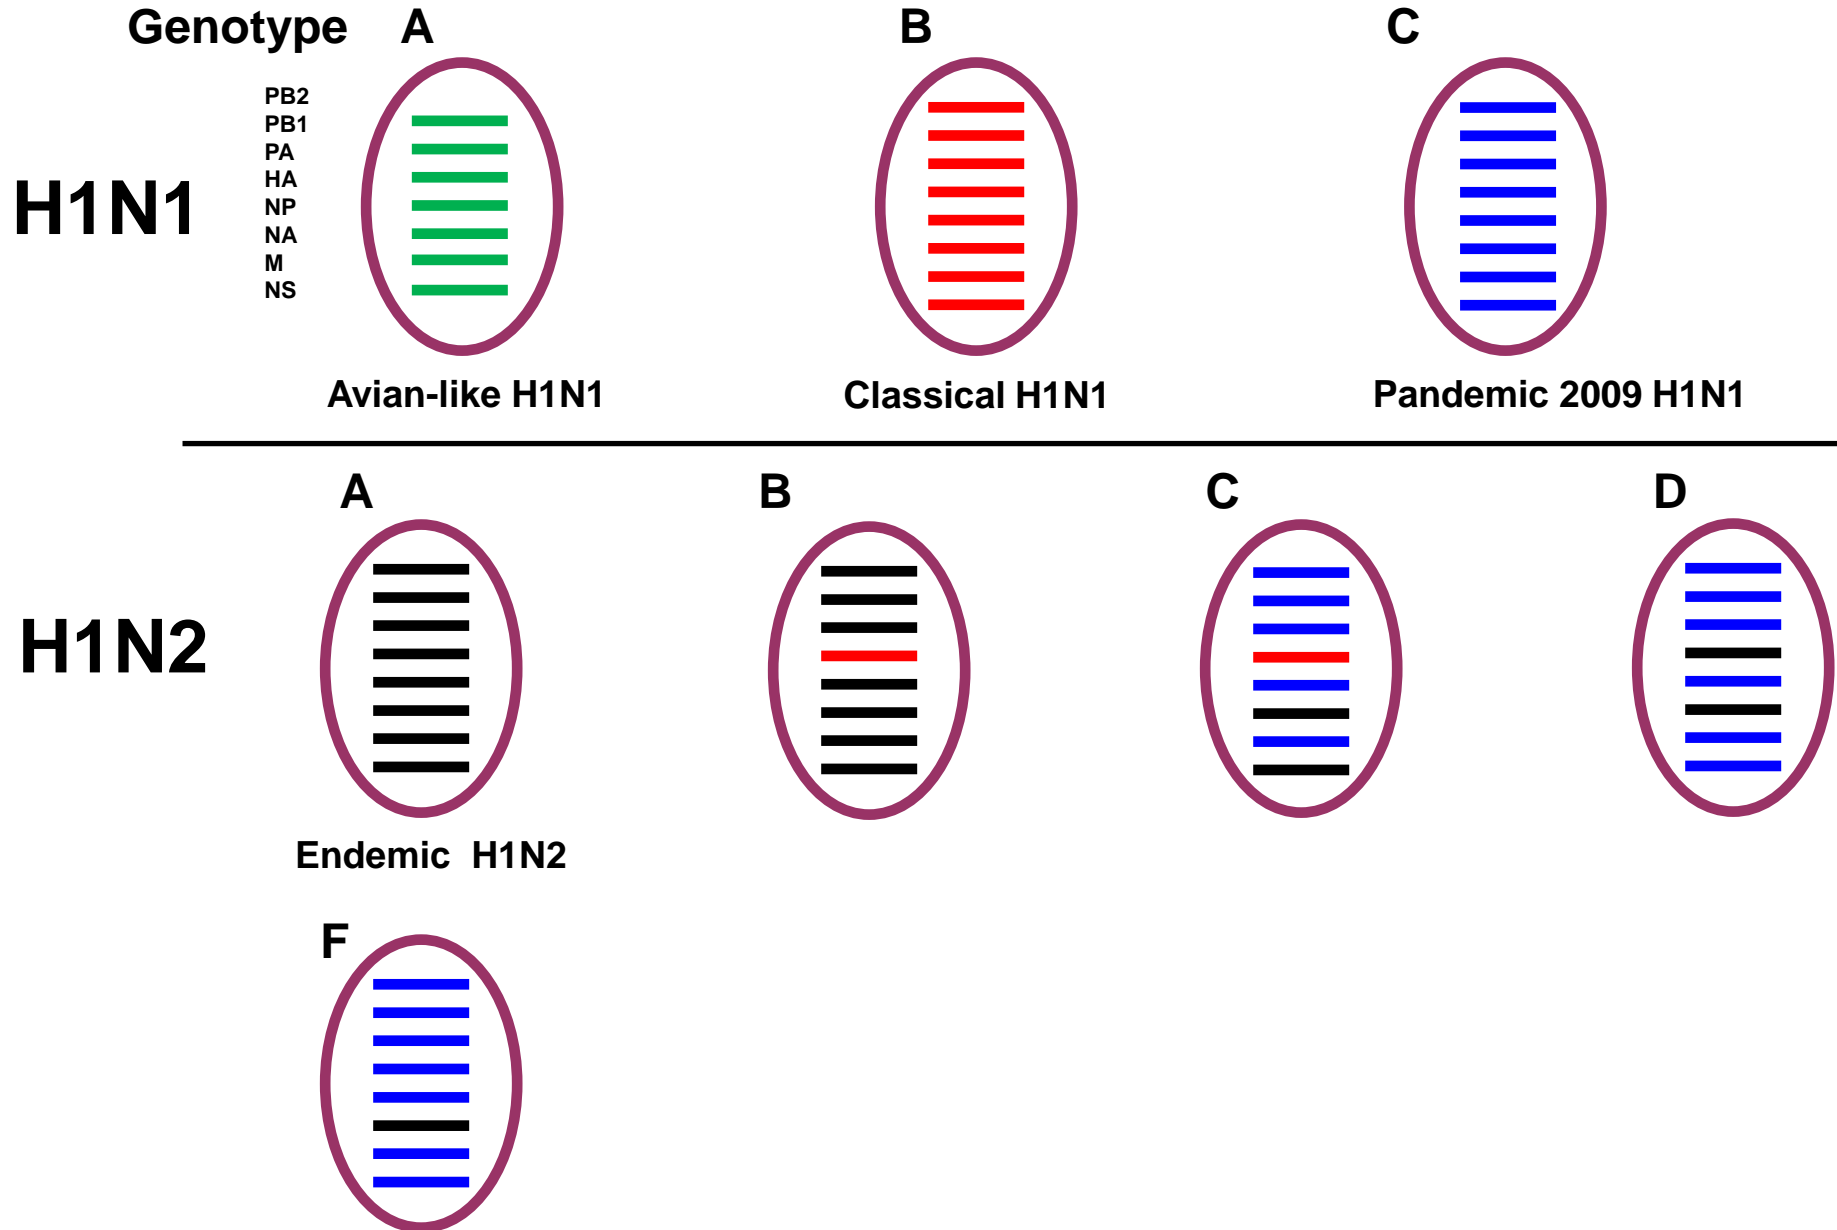 Genotype A B C
PB2
PB1
PA
HA
NP
NA
M
NS
H1N1
Avian-like H1N1 Classical H1N1 Pandemic 2009 H1N1
A B C D
H1N2
Endemic H1N2
F